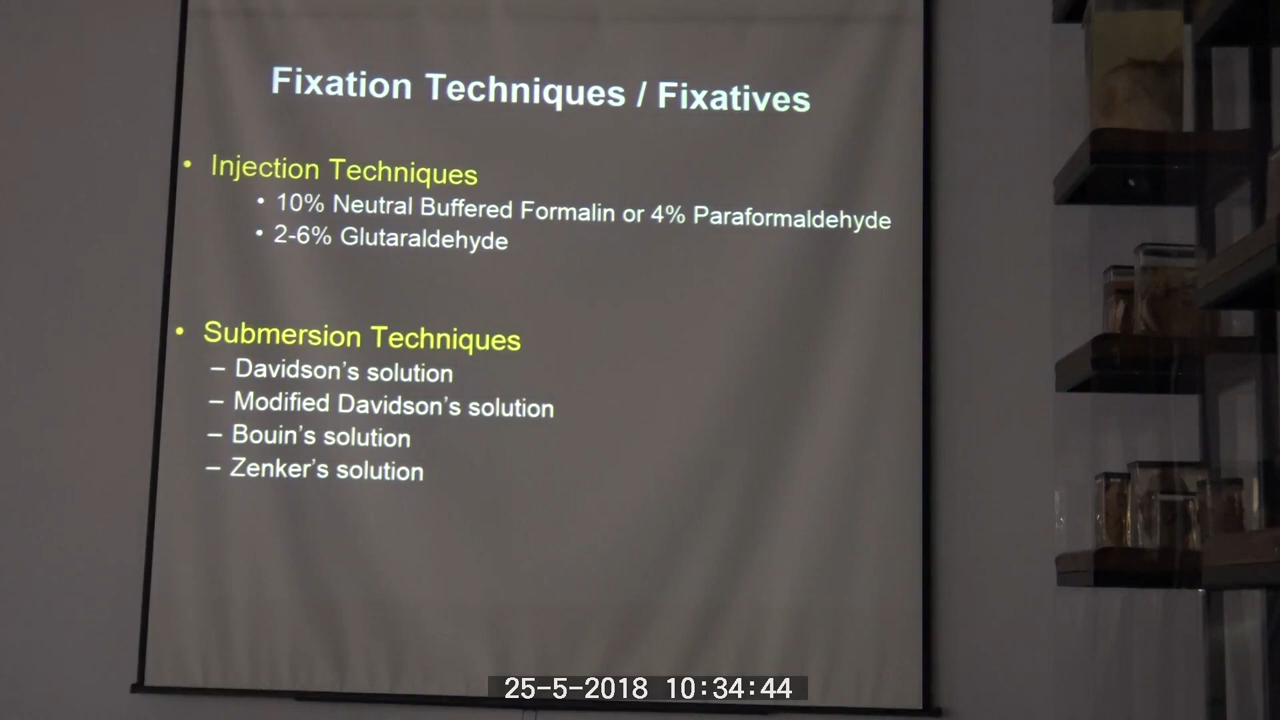 Fixation Techniques / Fixatives
• Injection Techniques
• 10% Neutral Buffered Formalin or 4% Paraformaldehyde
• 2-6% Glutaraldehyde
• Submersion Techniques
– Davidson's solution
– Modified Davidson's solution
– Bouin's solution
– Zenker's solution
25-5-2018 10:34:44